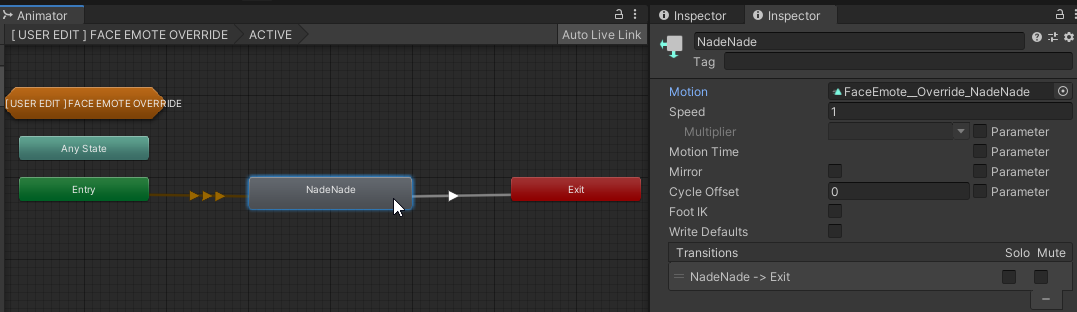 Animator
[ USER EDIT ] FACE EMOTE OVERRIDE
ACTIVE
Auto Live Link
[ USER EDIT ] FACE EMOTE OVERRIDE
Any State
Entry
NadeNade
Exit
Inspector
Inspector
NadeNade
Tag
Motion
FaceEmote__Override_NadeNade
Speed
1
Multiplier
Parameter
Motion Time
Parameter
Mirror
Parameter
Cycle Offset
0
Parameter
Foot IK
Write Defaults
Transitions
Solo
Mute
NadeNade -> Exit